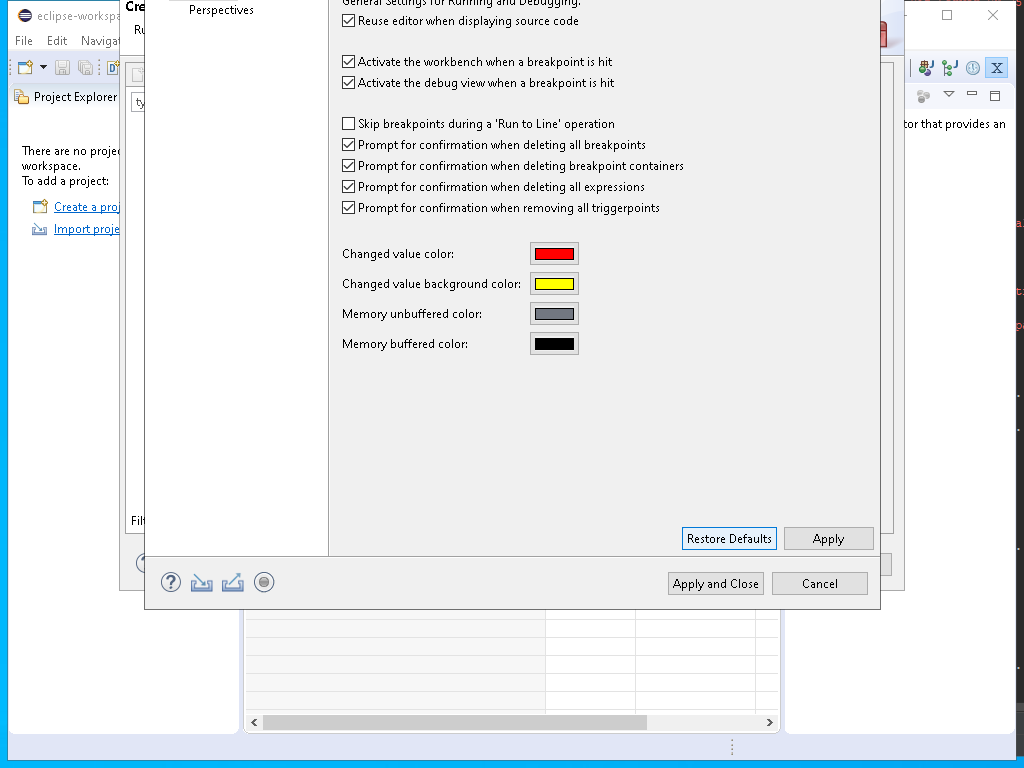 eclipse-workspa
Cre
Perspectives
General Settings for Running and Debugging.
File Edit Navigat
Ru
Reuse editor when displaying source code
Activate the workbench when a breakpoint is hit
Activate the debug view when a breakpoint is hit
X
Project Explorer
ty
Skip breakpoints during a 'Run to Line' operation
tor that provides an
Prompt for confirmation when deleting all breakpoints
There are no projec
workspace.
To add a project:
Prompt for confirmation when deleting breakpoint containers
Prompt for confirmation when deleting all expressions
Create a proj
Prompt for confirmation when removing all triggerpoints
Import proje
Changed value color:
Changed value background color:
Memory unbuffered color:
Memory buffered color:
Filt
Restore Defaults Apply
Apply and Close Cancel